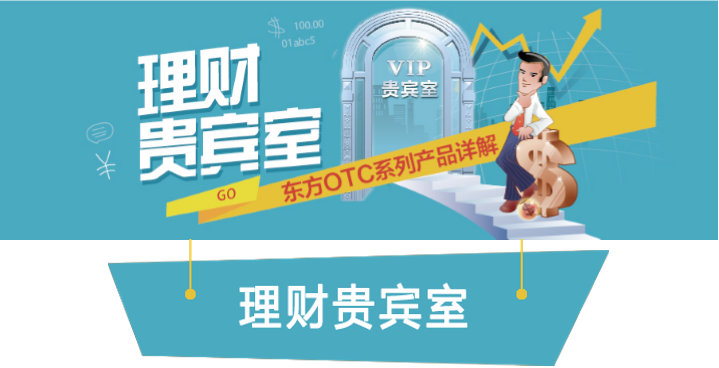 $ 100.00
01abc5
理财
贵宾室
VIP
贵宾室
¥
GO
东方OTC系列产品详解
$
理财贵宾室